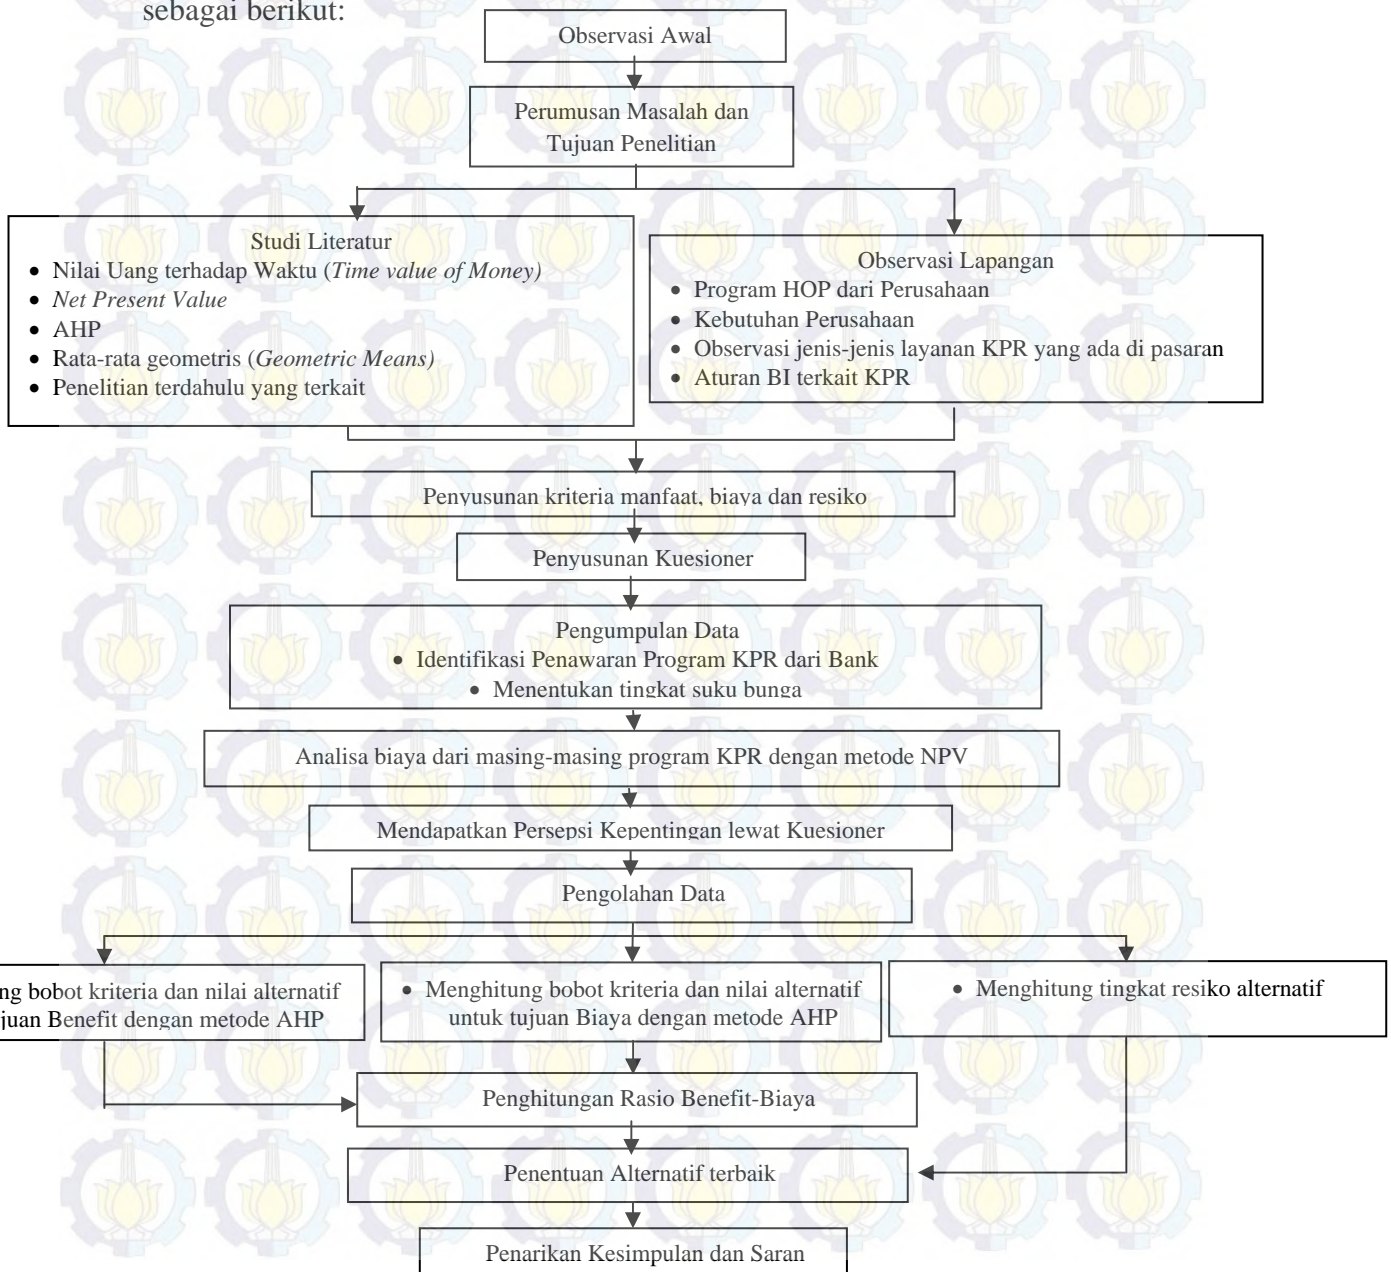 sebagai berikut:
Observasi Awal
Perumusan Masalah dan
Tujuan Penelitian
Studi Literatur
• Nilai Uang terhadap Waktu (Time value of Money)
• Net Present Value
• AHP
• Rata-rata geometris (Geometric Means)
• Penelitian terdahulu yang terkait
Observasi Lapangan
• Program HOP dari Perusahaan
• Kebutuhan Perusahaan
• Observasi jenis-jenis layanan KPR yang ada di pasaran
• Aturan BI terkait KPR
Penyusunan kriteria manfaat, biaya dan resiko
Penyusunan Kuesioner
Pengumpulan Data
• Identifikasi Penawaran Program KPR dari Bank
• Menentukan tingkat suku bunga
Analisa biaya dari masing-masing program KPR dengan metode NPV
Mendapatkan Persepsi Kepentingan lewat Kuesioner
Pengolahan Data
ng bobot kriteria dan nilai alternatif
juan Benefit dengan metode AHP
• Menghitung bobot kriteria dan nilai alternatif
untuk tujuan Biaya dengan metode AHP
• Menghitung tingkat resiko alternatif
Penghitungan Rasio Benefit-Biaya
Penentuan Alternatif terbaik
Penarikan Kesimpulan dan Saran